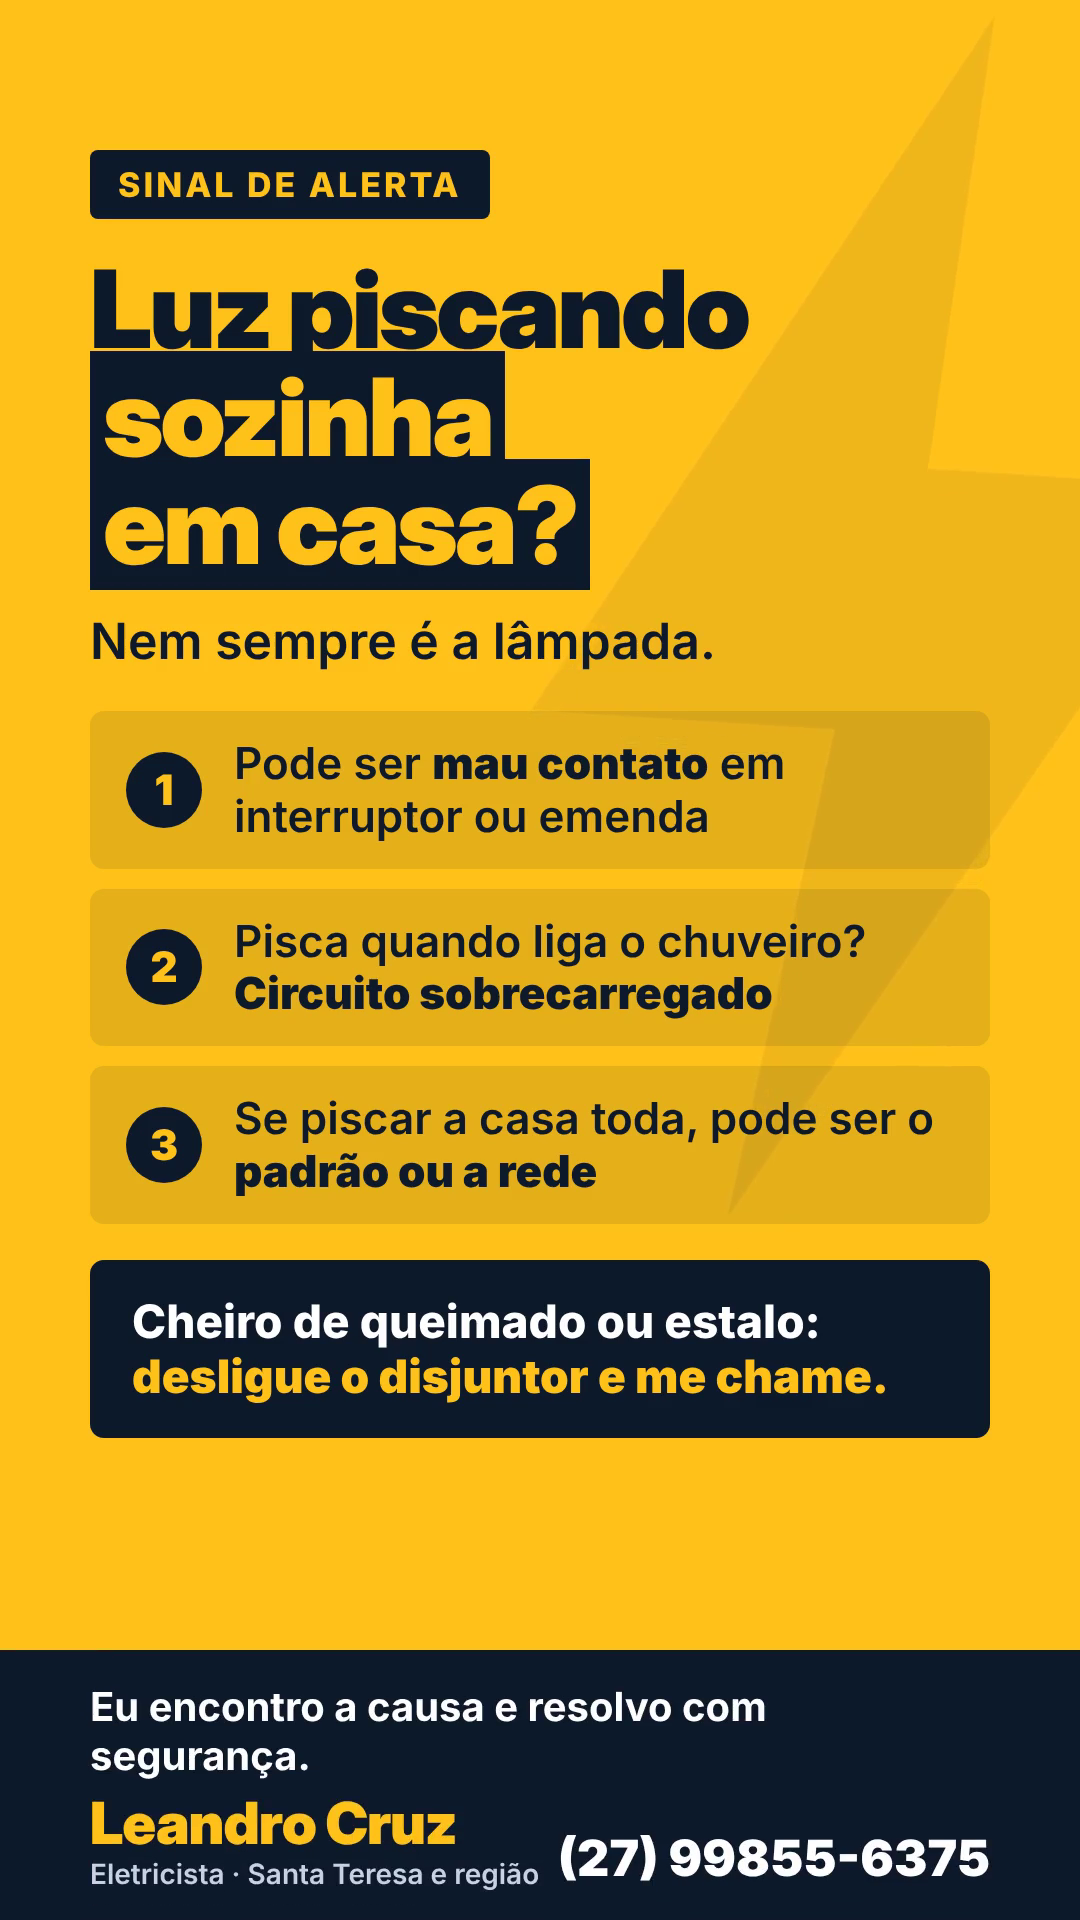 SINAL DE ALERTA
Luz piscando
sozinha
em casa?
Nem sempre é a lâmpada.
1
Pode ser mau contato em
interruptor ou emenda
2
Pisca quando liga o chuveiro?
Circuito sobrecarregado
3
Se piscar a casa toda, pode ser o
padrão ou a rede
Cheiro de queimado ou estalo:
desligue o disjuntor e me chame.
Eu encontro a causa e resolvo com
segurança.
Leandro Cruz
Eletricista · Santa Teresa e região
(27) 99855-6375